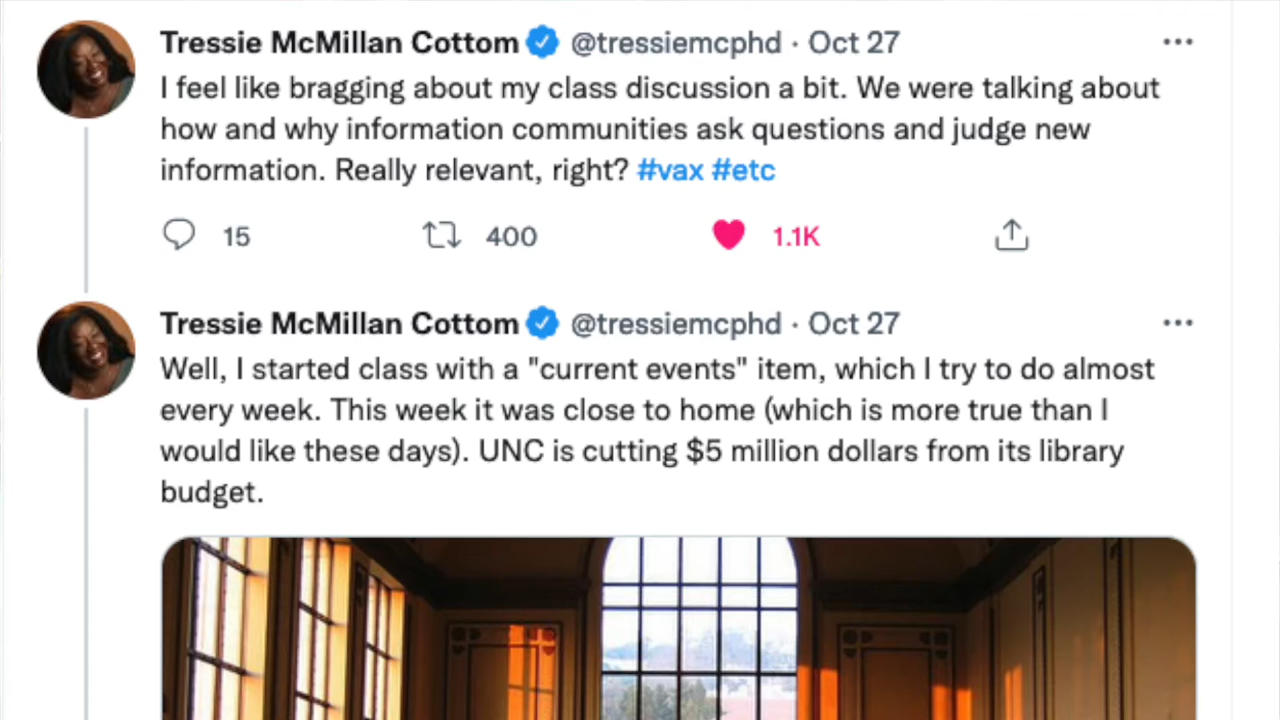 Tressie McMillan Cottom @tressiemcphd · Oct 27
I feel like bragging about my class discussion a bit. We were talking about
how and why information communities ask questions and judge new
information. Really relevant, right? #vax #etc
15 400 1.1K
Tressie McMillan Cottom @tressiemcphd · Oct 27
Well, I started class with a "current events" item, which I try to do almost
every week. This week it was close to home (which is more true than I
would like these days). UNC is cutting $5 million dollars from its library
budget.